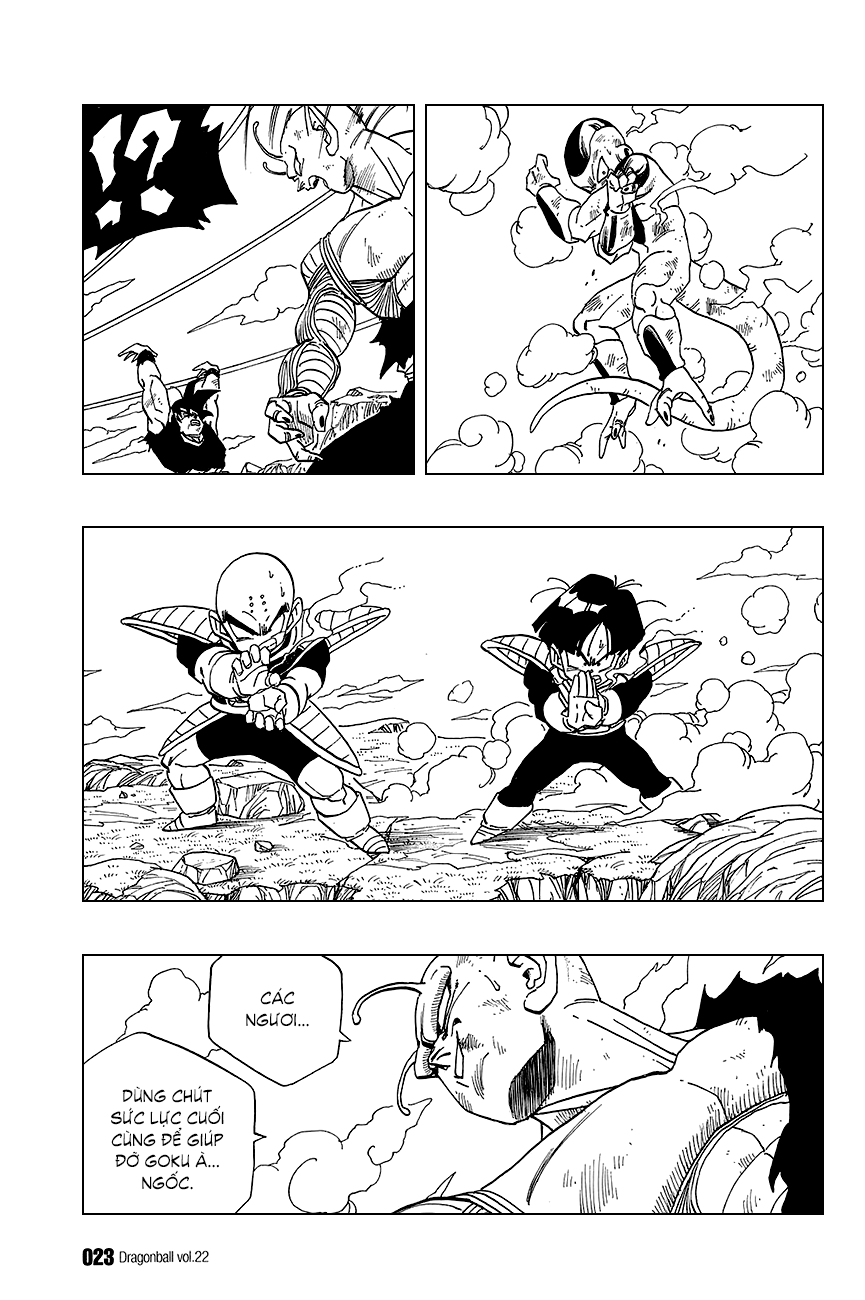 !?
CÁC
NGƯƠI...
DÙNG CHÚT
SỨC LỰC CUỐI
CÙNG ĐỂ GIÚP
ĐỠ GOKU À...
NGỐC.
023 Dragonball vol.22